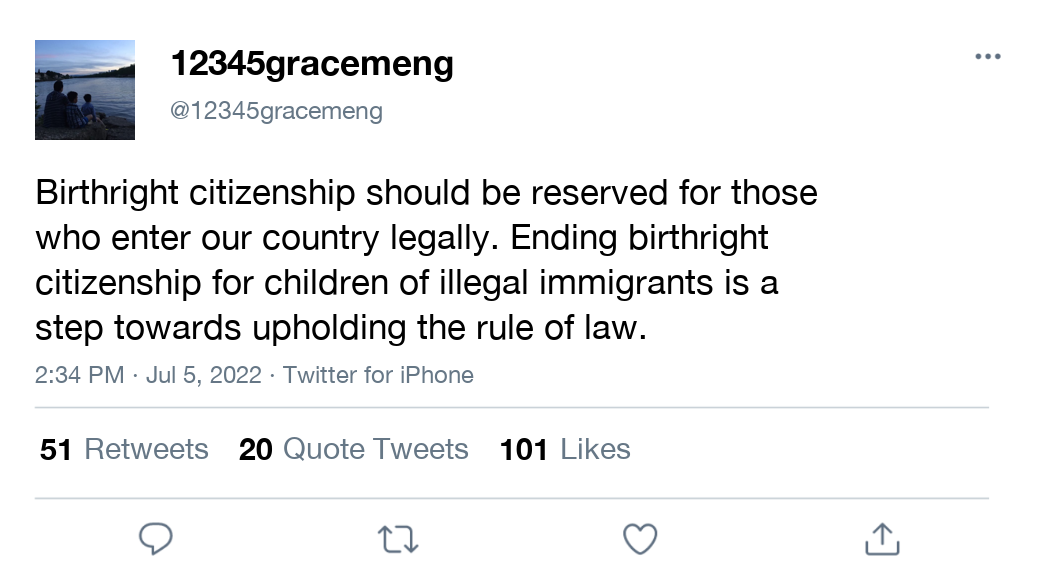 12345gracemeng
@12345gracemeng
Birthright citizenship should be reserved for those
who enter our country legally. Ending birthright
citizenship for children of illegal immigrants is a
step towards upholding the rule of law.
2:34 PM · Jul 5, 2022 · Twitter for iPhone
51 Retweets 20 Quote Tweets 101 Likes